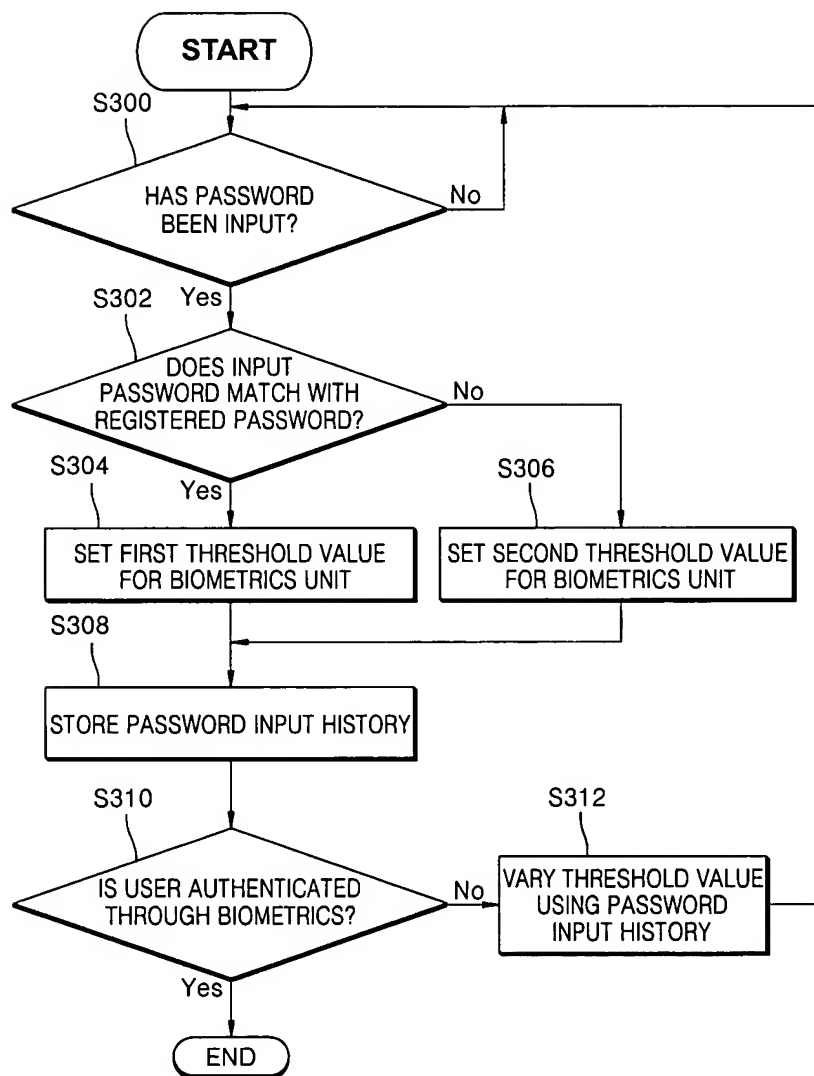 START
S300
HAS PASSWORD
BEEN INPUT?
No
Yes
S302
DOES INPUT
PASSWORD MATCH WITH
REGISTERED PASSWORD?
No
Yes
S304
SET FIRST THRESHOLD VALUE
FOR BIOMETRICS UNIT
S306
SET SECOND THRESHOLD VALUE
FOR BIOMETRICS UNIT
S308
STORE PASSWORD INPUT HISTORY
S310
IS USER AUTHENTICATED
THROUGH BIOMETRICS?
No
S312
VARY THRESHOLD VALUE
USING PASSWORD
INPUT HISTORY
Yes
END